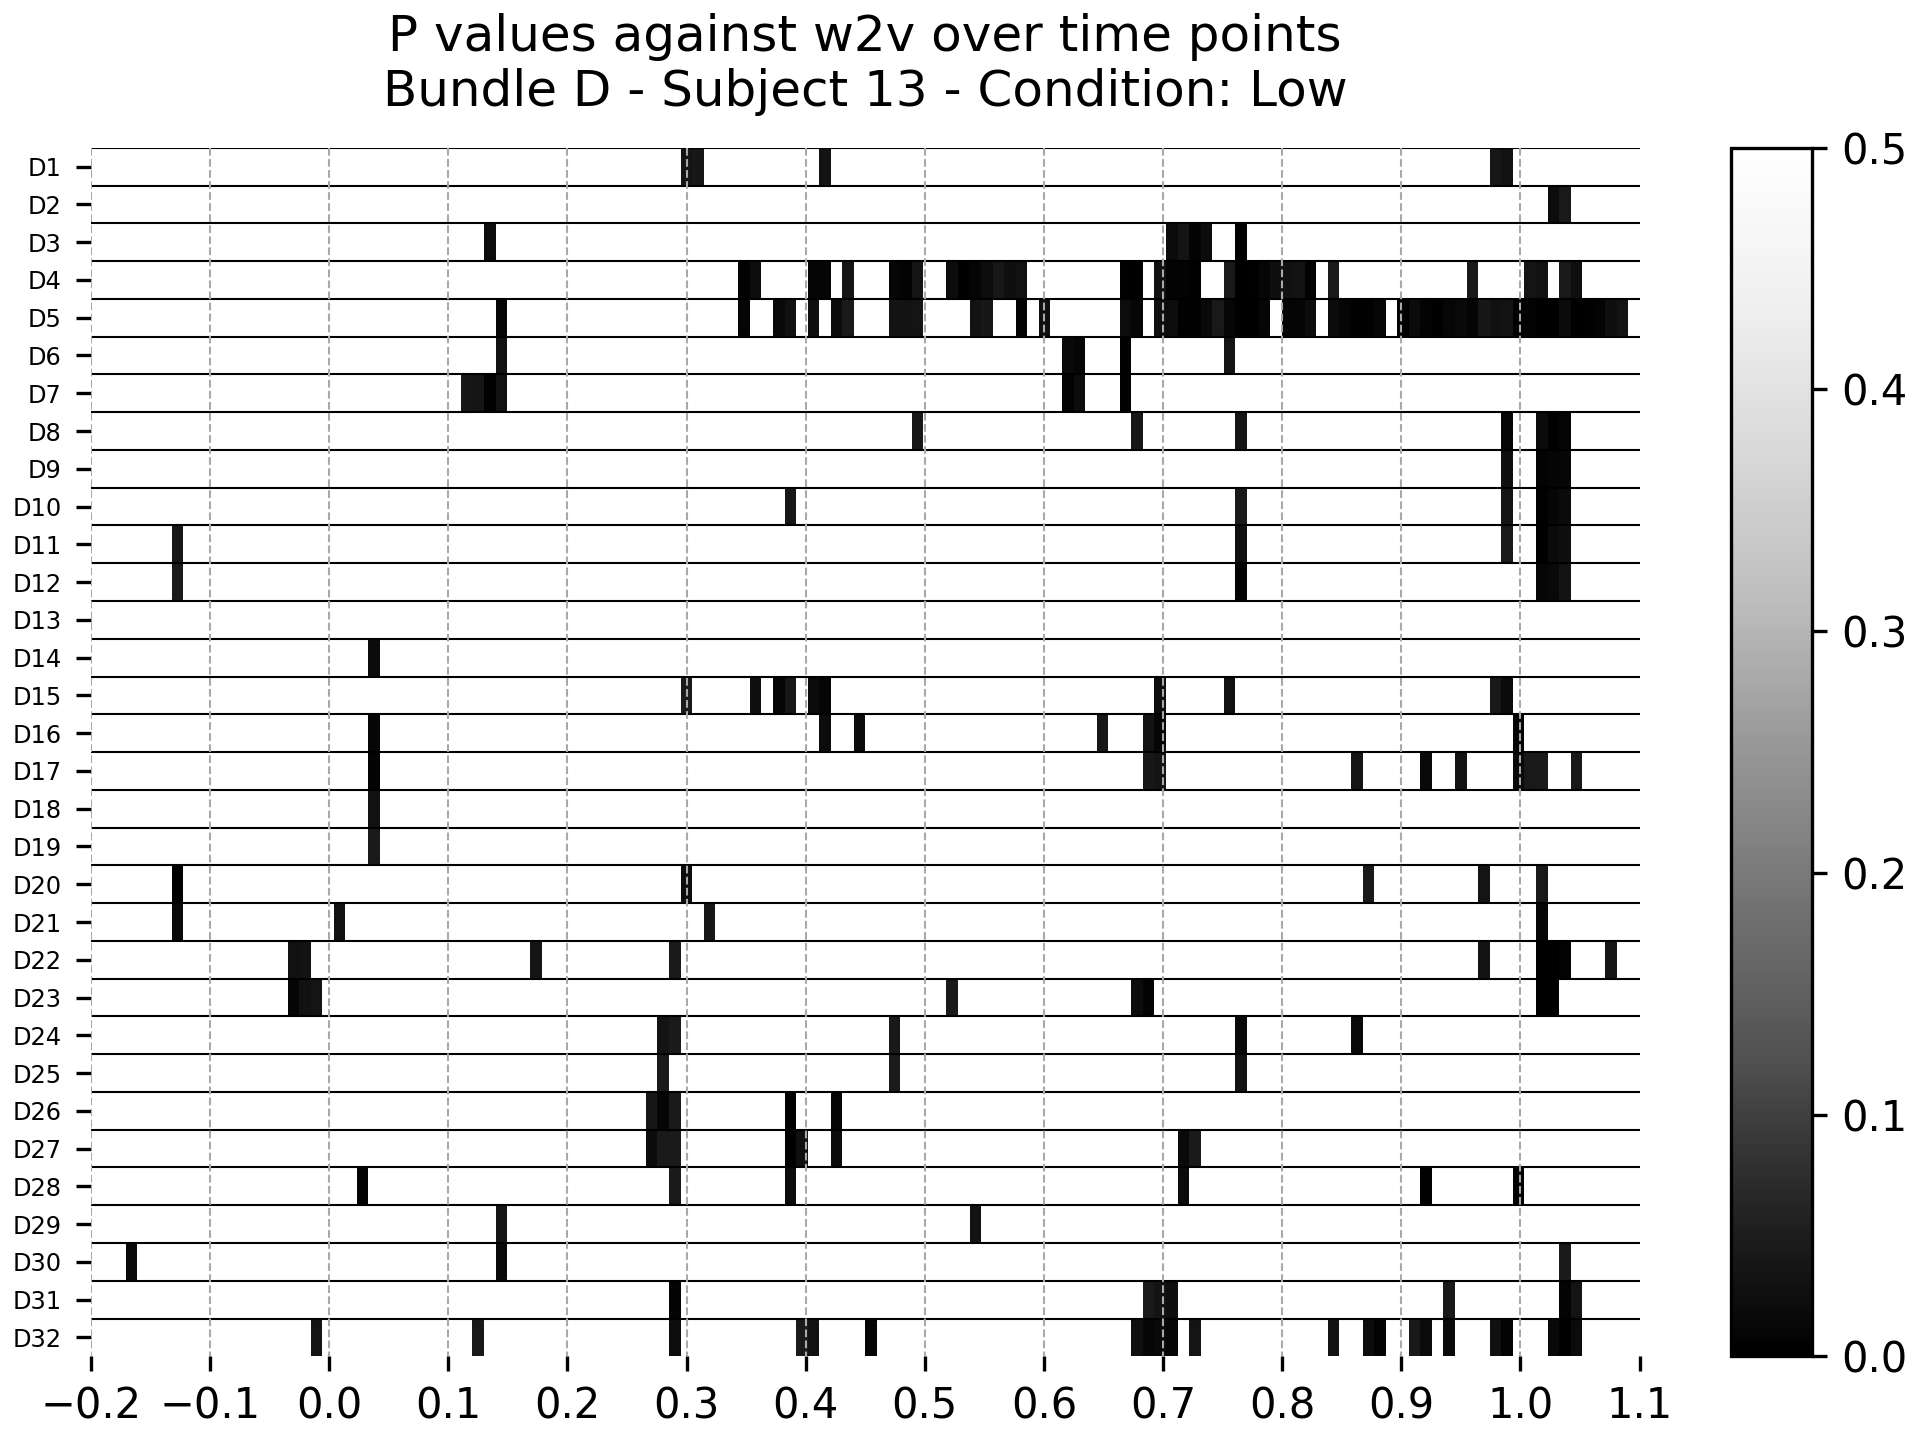 P values against w2v over time points
Bundle D - Subject 13 - Condition: Low
D1
D2
D3
D4
D5
D6
D7
D8
D9
D10
D11
D12
D13
D14
D15
D16
D17
D18
D19
D20
D21
D22
D23
D24
D25
D26
D27
D28
D29
D30
D31
D32
−0.2 −0.1 0.0 0.1 0.2 0.3 0.4 0.5 0.6 0.7 0.8 0.9 1.0 1.1
0.5
0.4
0.3
0.2
0.1
0.0